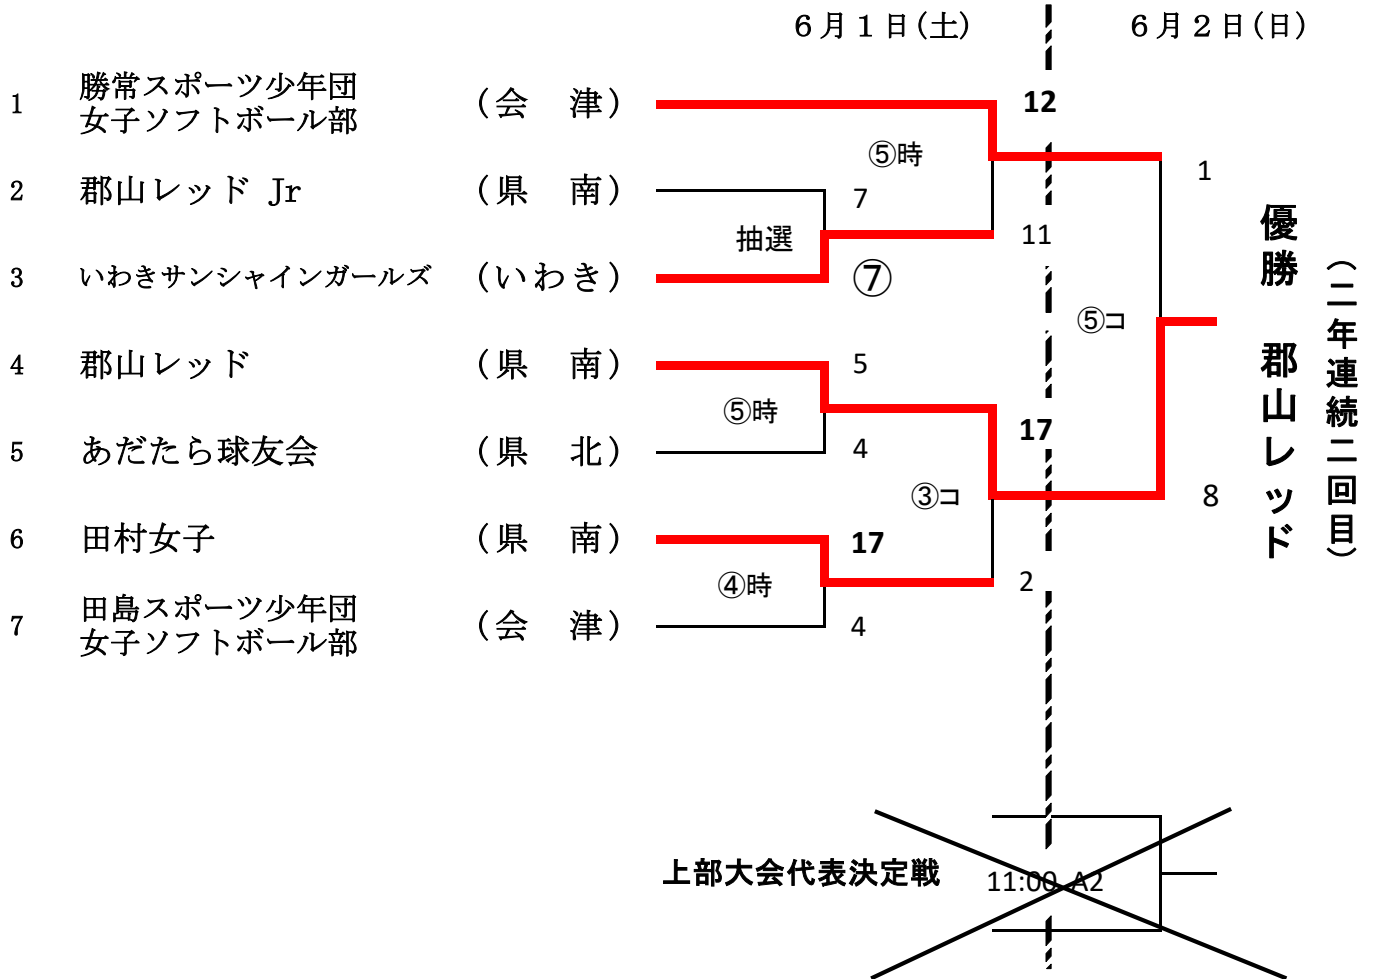 6月1日(土)
6月2日(日)
1 勝常スポーツ少年団
女子ソフトボール部 (会 津)
12
⑤時
1
2 郡山レッド Jr (県 南)
7
抽選
11
3 いわきサンシャインガールズ (いわき)
⑦
⑤コ
4 郡山レッド (県 南)
5
⑤時
17
5 あだたら球友会 (県 北)
4
③コ
8
6 田村女子 (県 南)
17
④時
2
7 田島スポーツ少年団
女子ソフトボール部 (会 津)
4
優勝 郡山レッド
(二年連続二回目)
上部大会代表決定戦
11:00 A2